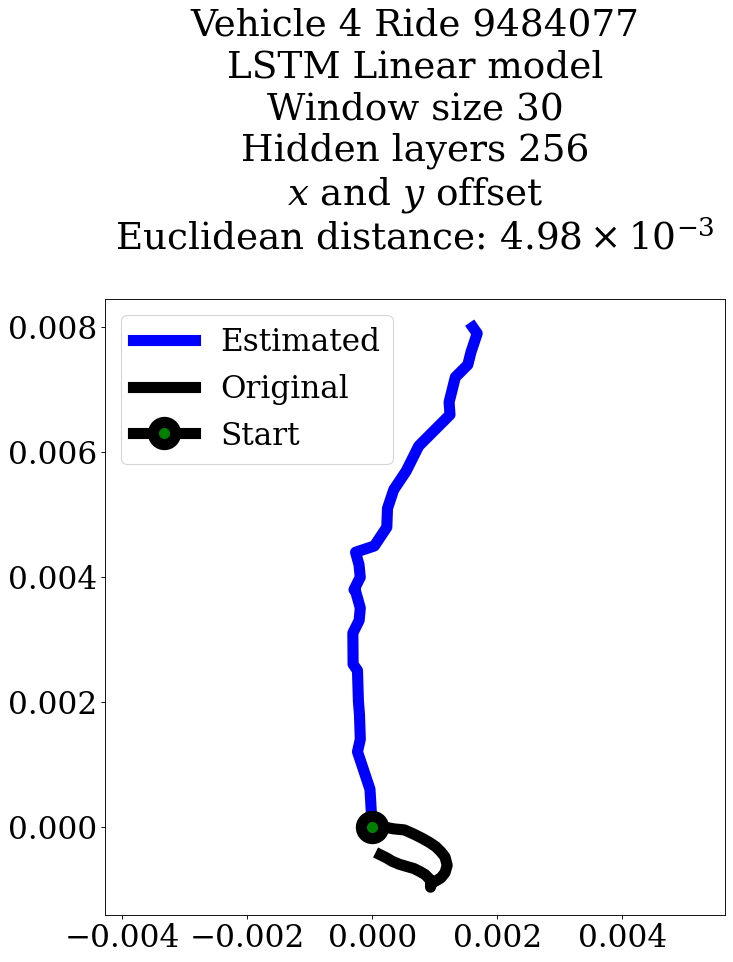 Vehicle 4 Ride 9484077
LSTM Linear model
Window size 30
Hidden layers 256
x and y offset
Euclidean distance: 4.98 × 10⁻³
Estimated
Original
Start
0.008
0.006
0.004
0.002
0.000
−0.004 −0.002 0.000 0.002 0.004